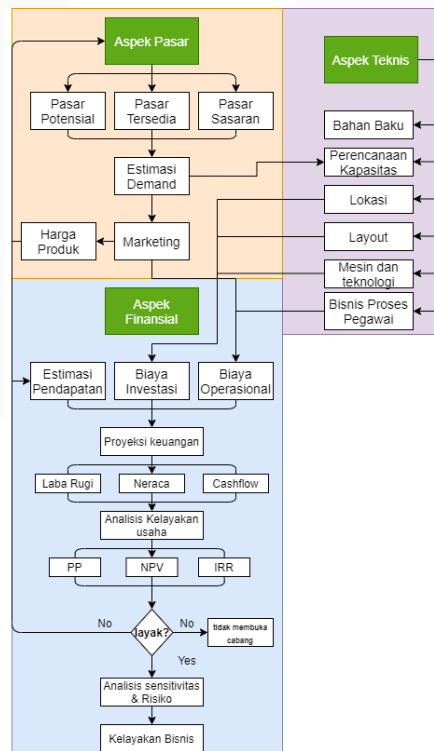 Aspek Pasar
Aspek Teknis
Pasar
Potensial
Pasar
Tersedia
Pasar
Sasaran
Bahan Baku
Estimasi
Demand
Perencanaan
Kapasitas
Lokasi
Harga
Produk
Marketing
Layout
Mesin dan
teknologi
Aspek
Finansial
Bisnis Proses
Pegawai
Estimasi
Pendapatan
Biaya
Investasi
Biaya
Operasional
Proyeksi keuangan
Laba Rugi
Neraca
Cashflow
Analisis Kelayakan
usaha
PP
NPV
IRR
No
layak?
No
tidak membuka
cabang
Yes
Analisis sensitivitas
& Risiko
Kelayakan Bisnis